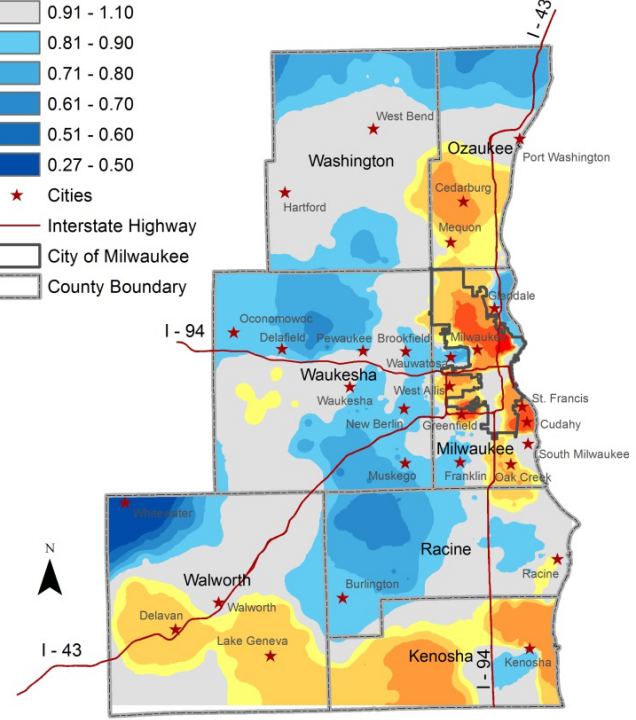 0.91 - 1.10
0.81 - 0.90
0.71 - 0.80
0.61 - 0.70
0.51 - 0.60
0.27 - 0.50
Cities
Interstate Highway
City of Milwaukee
County Boundary
I - 43
West Bend
Washington
Ozaukee
Port Washington
Hartford
Cedarburg
Mequon
Glendale
Oconomowoc
I - 94
Delafield
Pewaukee
Brookfield
Milwaukee
Wauwatosa
Waukesha
Waukesha
West Allis
St. Francis
New Berlin
Greenfield
Cudahy
Milwaukee
South Milwaukee
Muskego
Franklin
Oak Creek
Whitewater
N
Racine
Racine
Walworth
Burlington
Walworth
Delavan
Lake Geneva
I - 43
Kenosha
I - 94
Kenosha